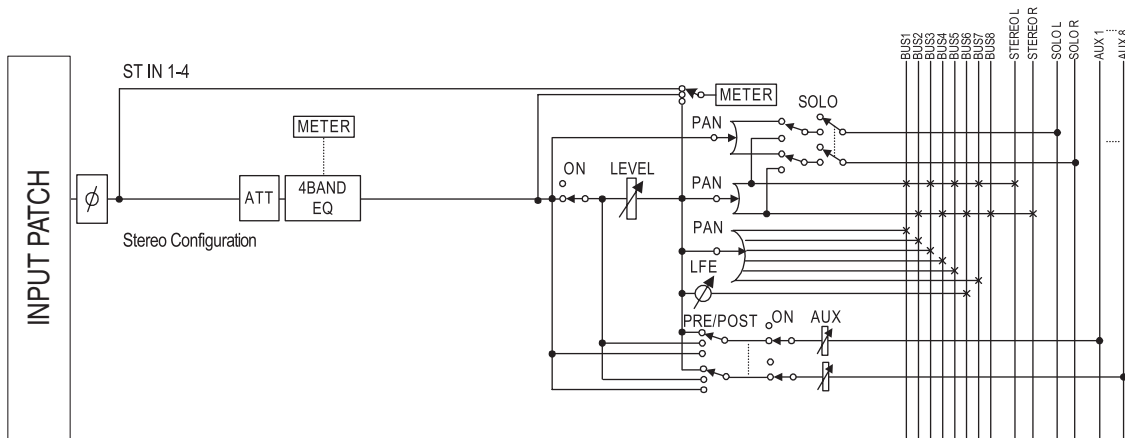 INPUT PATCH
ϕ
ST IN 1-4
METER
ATT
4BAND
EQ
Stereo Configuration
ON
LEVEL
METER
PAN
SOLO
PAN
PAN
LFE
PRE/POST
ON
AUX
BUS1
BUS2
BUS3
BUS4
BUS5
BUS6
BUS7
BUS8
STEREO L
STEREO R
SOLO L
SOLO R
AUX 1
AUX 8